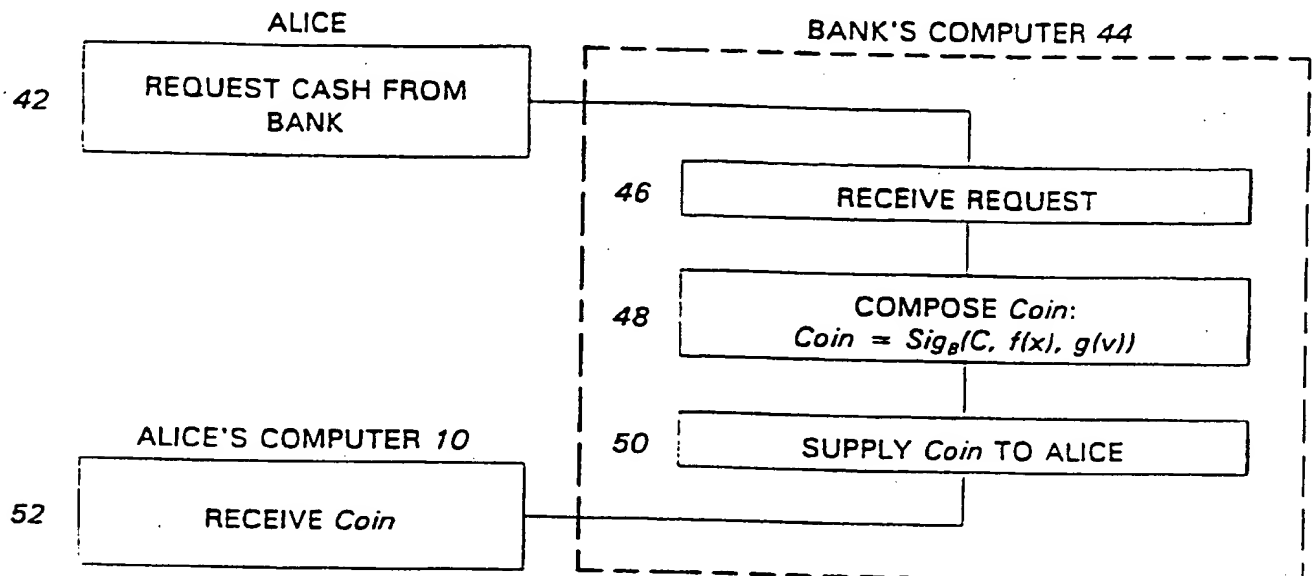 ALICE
BANK'S COMPUTER 44
42
REQUEST CASH FROM
BANK
46
RECEIVE REQUEST
48
COMPOSE Coin:
Coin = Sig_B(C, f(x), g(v))
50
SUPPLY Coin TO ALICE
ALICE'S COMPUTER 10
52
RECEIVE Coin